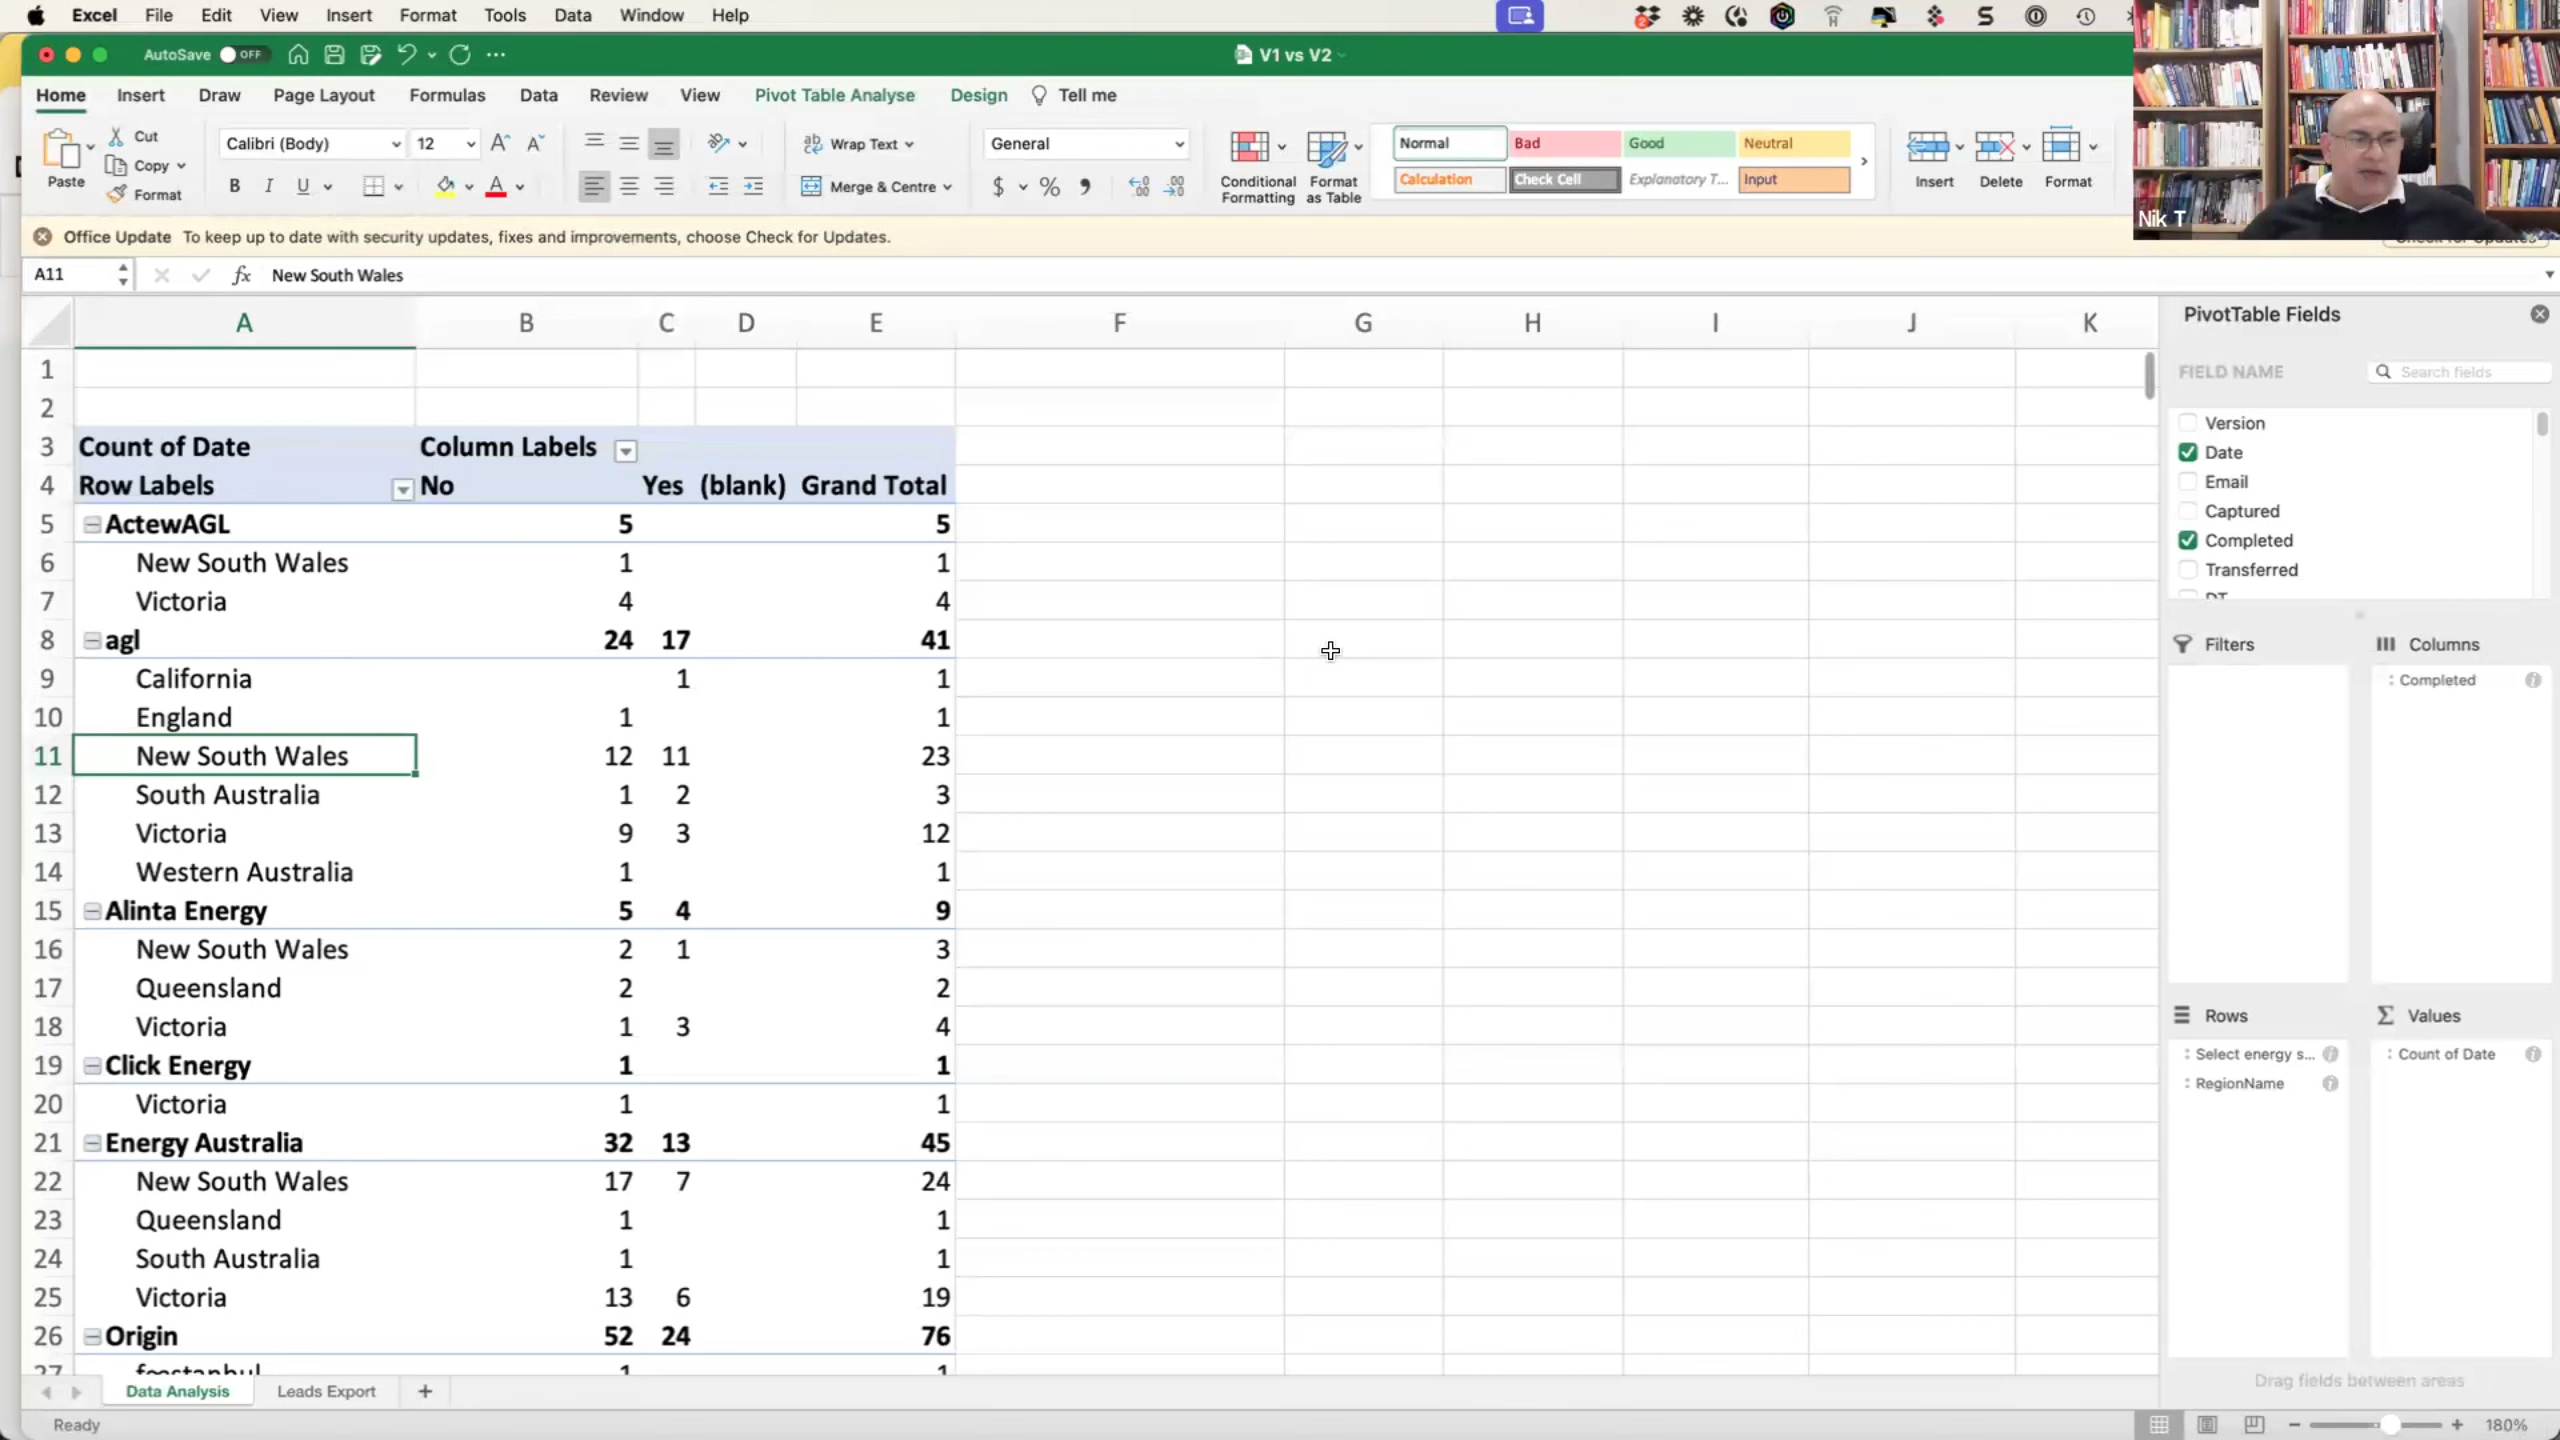 Excel File Edit View Insert Format Tools Data Window Help
AutoSave OFF V1 vs V2
Home Insert Draw Page Layout Formulas Data Review View Pivot Table Analyse Design Tell me
Paste Cut Copy Format
Calibri (Body) 12
B I U
Wrap Text
Merge & Centre
General
$ %
Conditional Formatting
Format as Table
Normal Bad Good Neutral
Calculation Check Cell Explanatory T... Input
Insert Delete Format
Nik T
Office Update To keep up to date with security updates, fixes and improvements, choose Check for Updates.
A11 fx New South Wales
A B C D E F G H I J K
1
2
3 Count of Date Column Labels
4 Row Labels No Yes (blank) Grand Total
5 ActewAGL 5 5
6 New South Wales 1 1
7 Victoria 4 4
8 agl 24 17 41
9 California 1 1
10 England 1 1
11 New South Wales 12 11 23
12 South Australia 1 2 3
13 Victoria 9 3 12
14 Western Australia 1 1
15 Alinta Energy 5 4 9
16 New South Wales 2 1 3
17 Queensland 2 2
18 Victoria 1 3 4
19 Click Energy 1 1
20 Victoria 1 1
21 Energy Australia 32 13 45
22 New South Wales 17 7 24
23 Queensland 1 1
24 South Australia 1 1
25 Victoria 13 6 19
26 Origin 52 24 76
27 1 1
PivotTable Fields
FIELD NAME Search fields
Version
Date
Email
Captured
Completed
Transferred
Filters
Columns
Completed
Rows
Select energy s...
RegionName
Values
Count of Date
Drag fields between areas
Data Analysis Leads Export +
Ready
180%